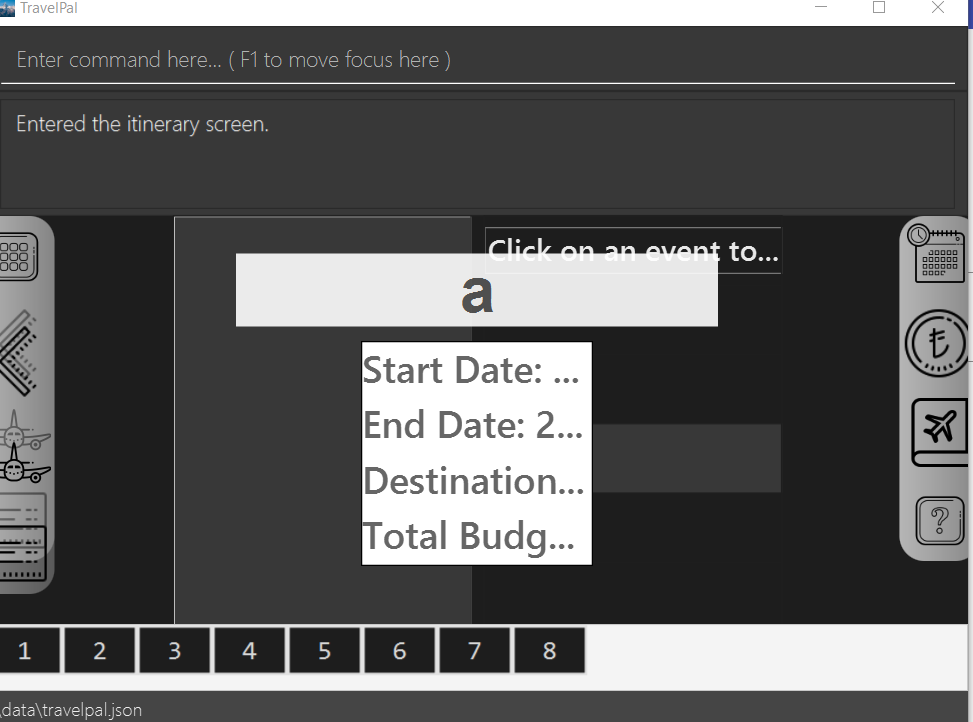 TravelPal
Enter command here... ( F1 to move focus here )
Entered the itinerary screen.
Click on an event to...
a
Start Date: ...
End Date: 2...
Destination...
Total Budg...
?
1 2 3 4 5 6 7 8
\data\travelpal.json